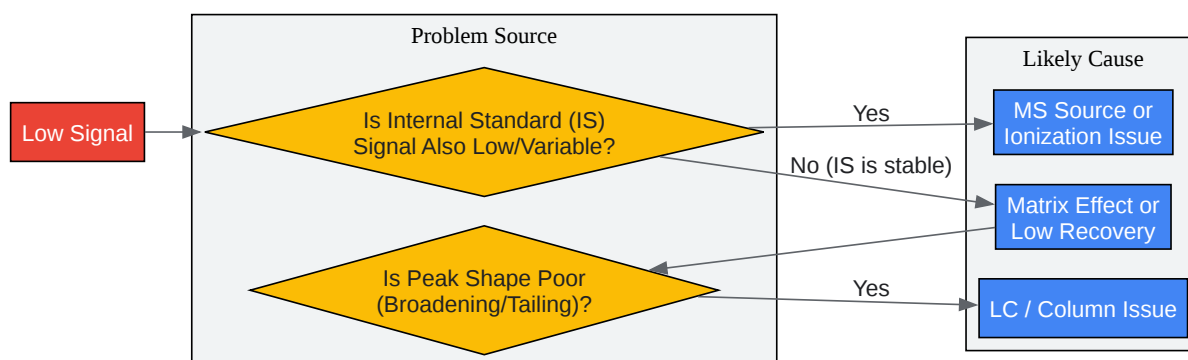 Problem Source
Likely Cause
Low Signal
Is Internal Standard (IS)
Signal Also Low/Variable?
Yes
MS Source or
Ionization Issue
No (IS is stable)
Matrix Effect or
Low Recovery
Is Peak Shape Poor
(Broadening/Tailing)?
Yes
LC / Column Issue